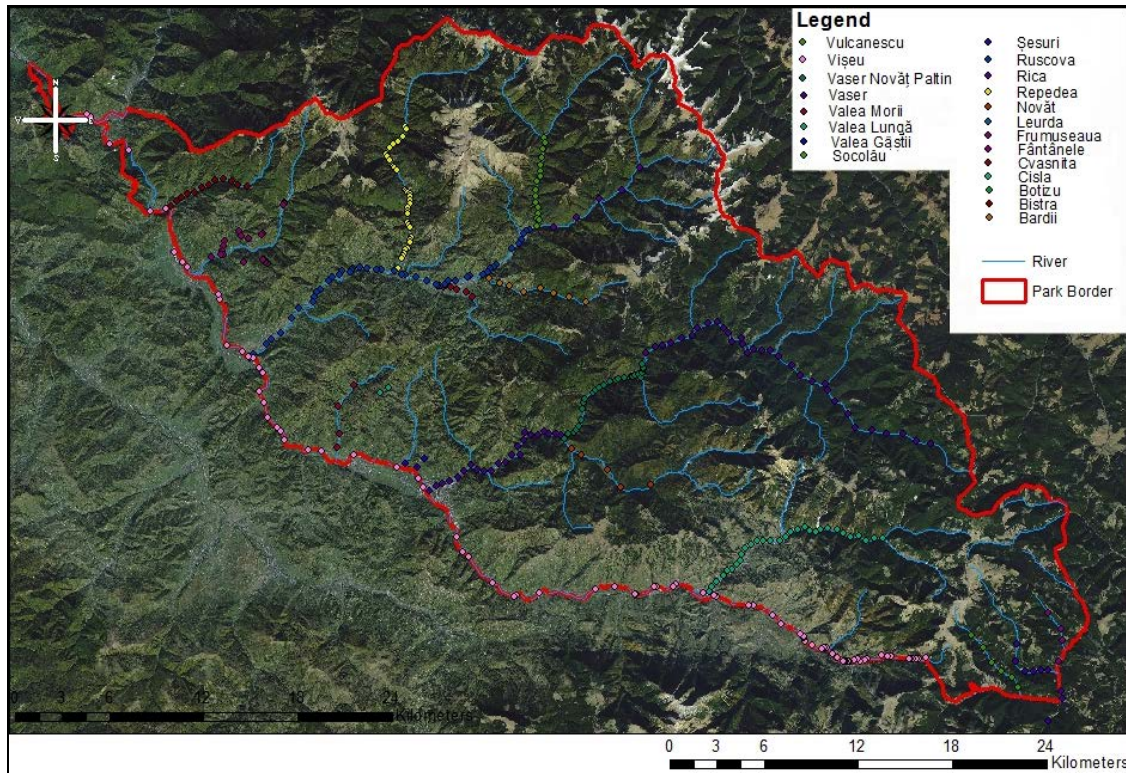 Legend
Vulcanescu
Vișeu
Vaser Novăț Paltin
Vaser
Valea Morii
Valea Lungă
Valea Gâștii
Socolău
Șesuri
Ruscova
Rica
Repedea
Novăt
Leurda
Frumuseaua
Fântânele
Cvasnita
Cisla
Botizu
Bistra
Bardii
River
Park Border
N
E
S
0 3 6 12 18 24
Kilometers
0 3 6 12 18 24
Kilometers